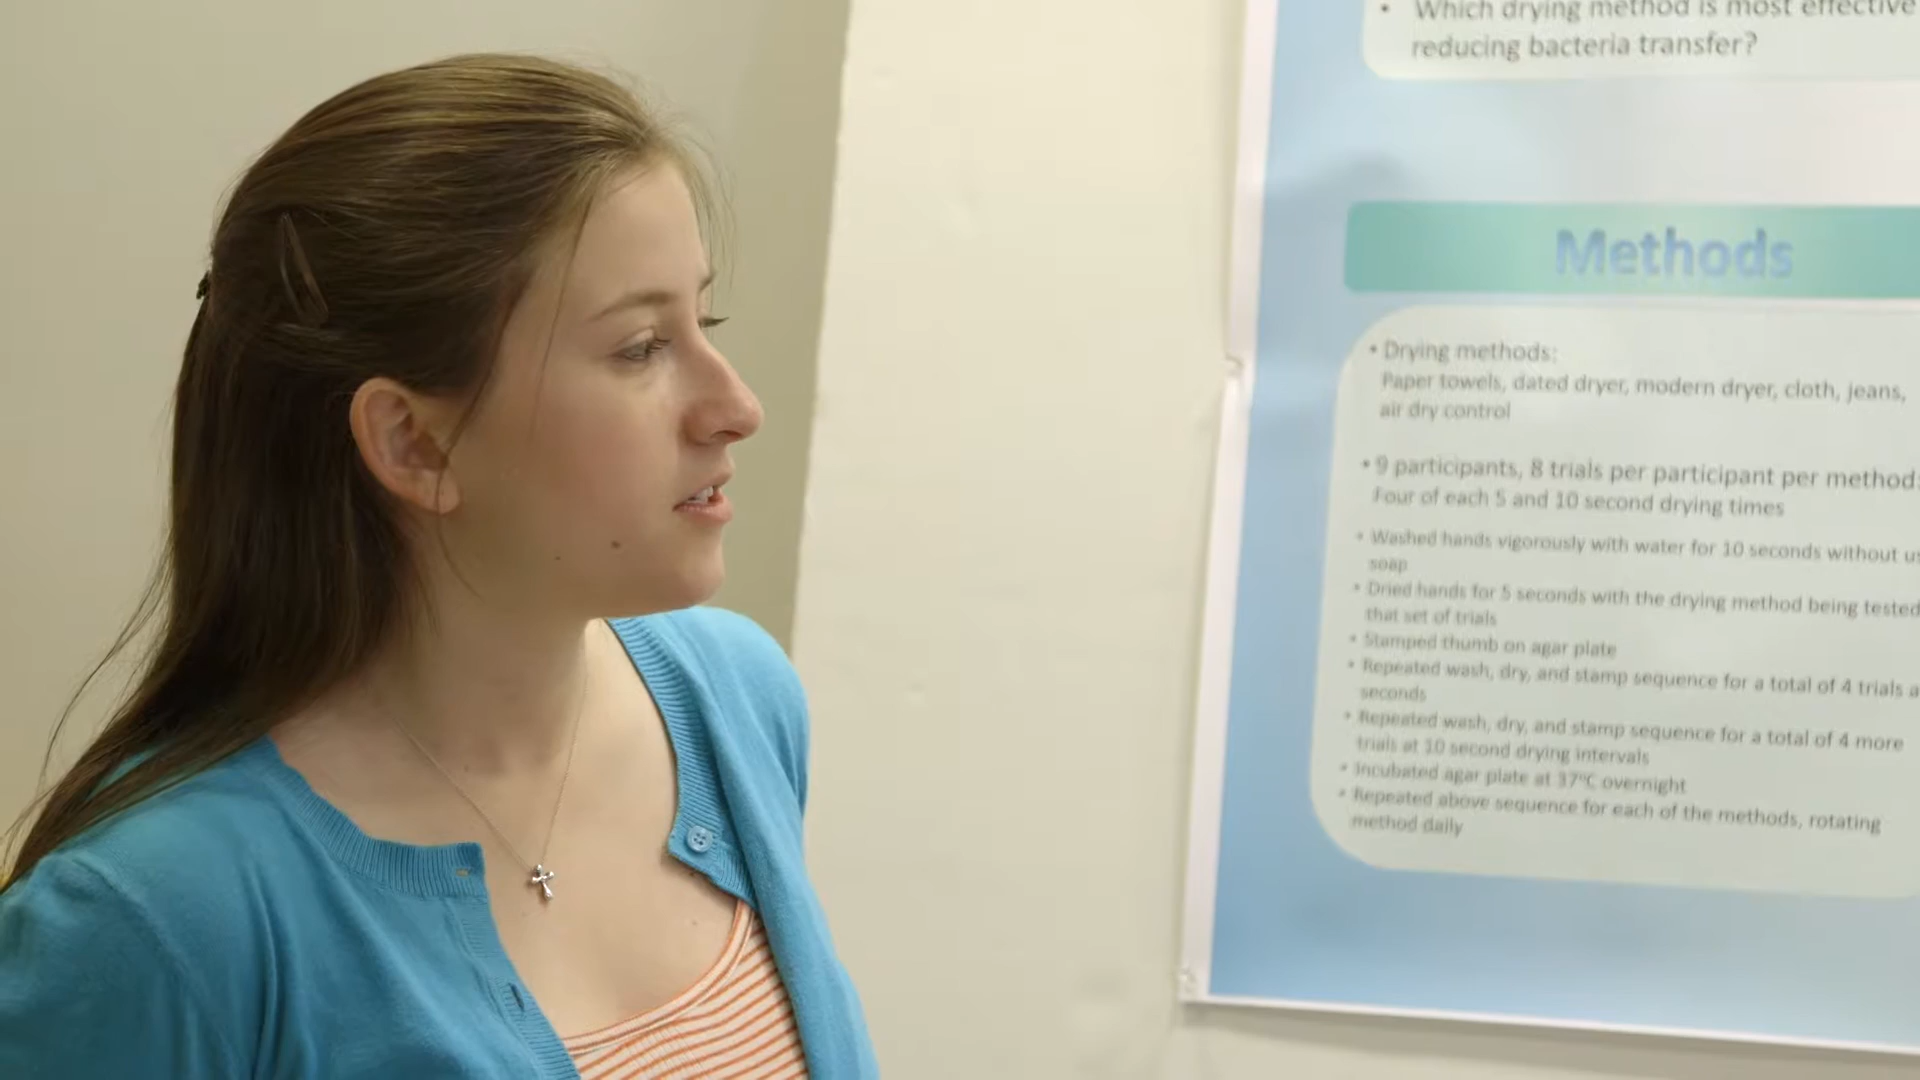 • Which drying method is most effective
reducing bacteria transfer?
Methods
• Drying methods:
Paper towels, dated dryer, modern dryer, cloth, jeans,
air dry control
• 9 participants, 8 trials per participant per method:
Four of each 5 and 10 second drying times
• Washed hands vigorously with water for 10 seconds without
soap
• Dried hands for 5 seconds with the drying method being tested
that set of trials
• Stamped thumb on agar plate
• Repeated wash, dry, and stamp sequence for a total of 4 trials
seconds
• Repeated wash, dry, and stamp sequence for a total of 4 more
trials at 10 second drying intervals
• Incubated agar plate at 37°C overnight
• Repeated above sequence for each of the methods, rotating
method daily